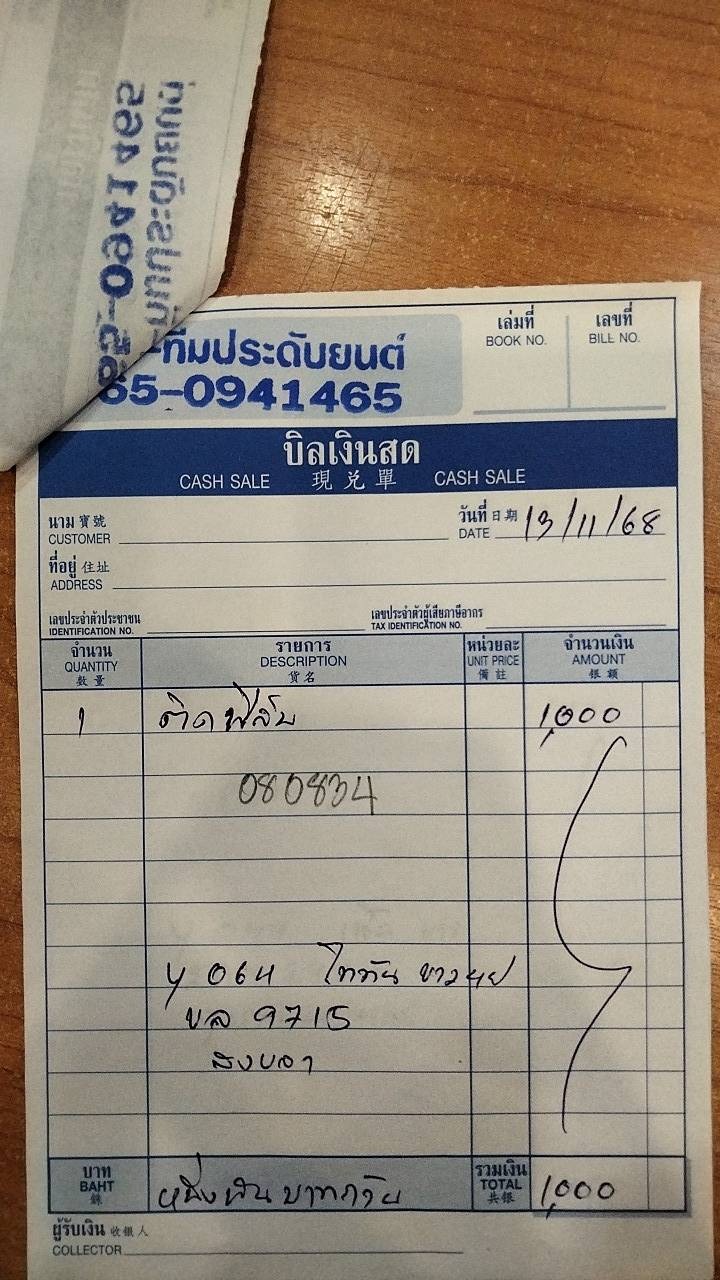 ทีมประดับยนต์
65-0941465
เล่มที่
BOOK NO.
เลขที่
BILL NO.
บิลเงินสด
CASH SALE 現兌單 CASH SALE
นาม 寶號
CUSTOMER
วันที่ 日期
DATE 13/11/68
ที่อยู่ 住址
ADDRESS
เลขประจำตัวประชาชน
IDENTIFICATION NO.
เลขประจำตัวผู้เสียภาษีอากร
TAX IDENTIFICATION NO.
จำนวน
QUANTITY
數量
รายการ
DESCRIPTION
貨名
หน่วยละ
UNIT PRICE
備註
จำนวนเงิน
AMOUNT
銀額
1 ติดฟิล์ม 1,000
080834
4 064 ไททัน
ขล 9715
สงขลา
บาท
BAHT
銖
หนึ่งพันบาทถ้วน
รวมเงิน
TOTAL
共銀
1,000
ผู้รับเงิน 收銀人
COLLECTOR